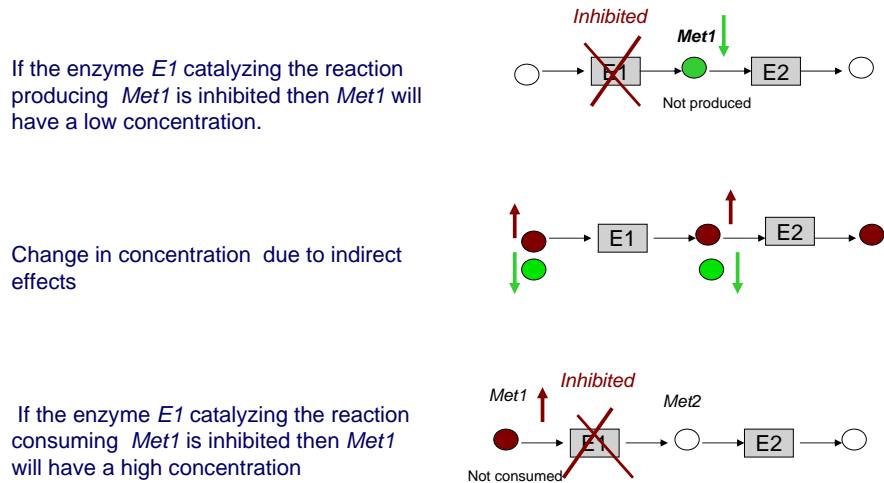 Inhibited
Met1
If the enzyme E1 catalyzing the reaction
producing Met1 is inhibited then Met1 will
have a low concentration.
E1
E2
Not produced
Change in concentration due to indirect
effects
E1
E2
If the enzyme E1 catalyzing the reaction
consuming Met1 is inhibited then Met1
will have a high concentration
Met1
Inhibited
Met2
E1
E2
Not consumed